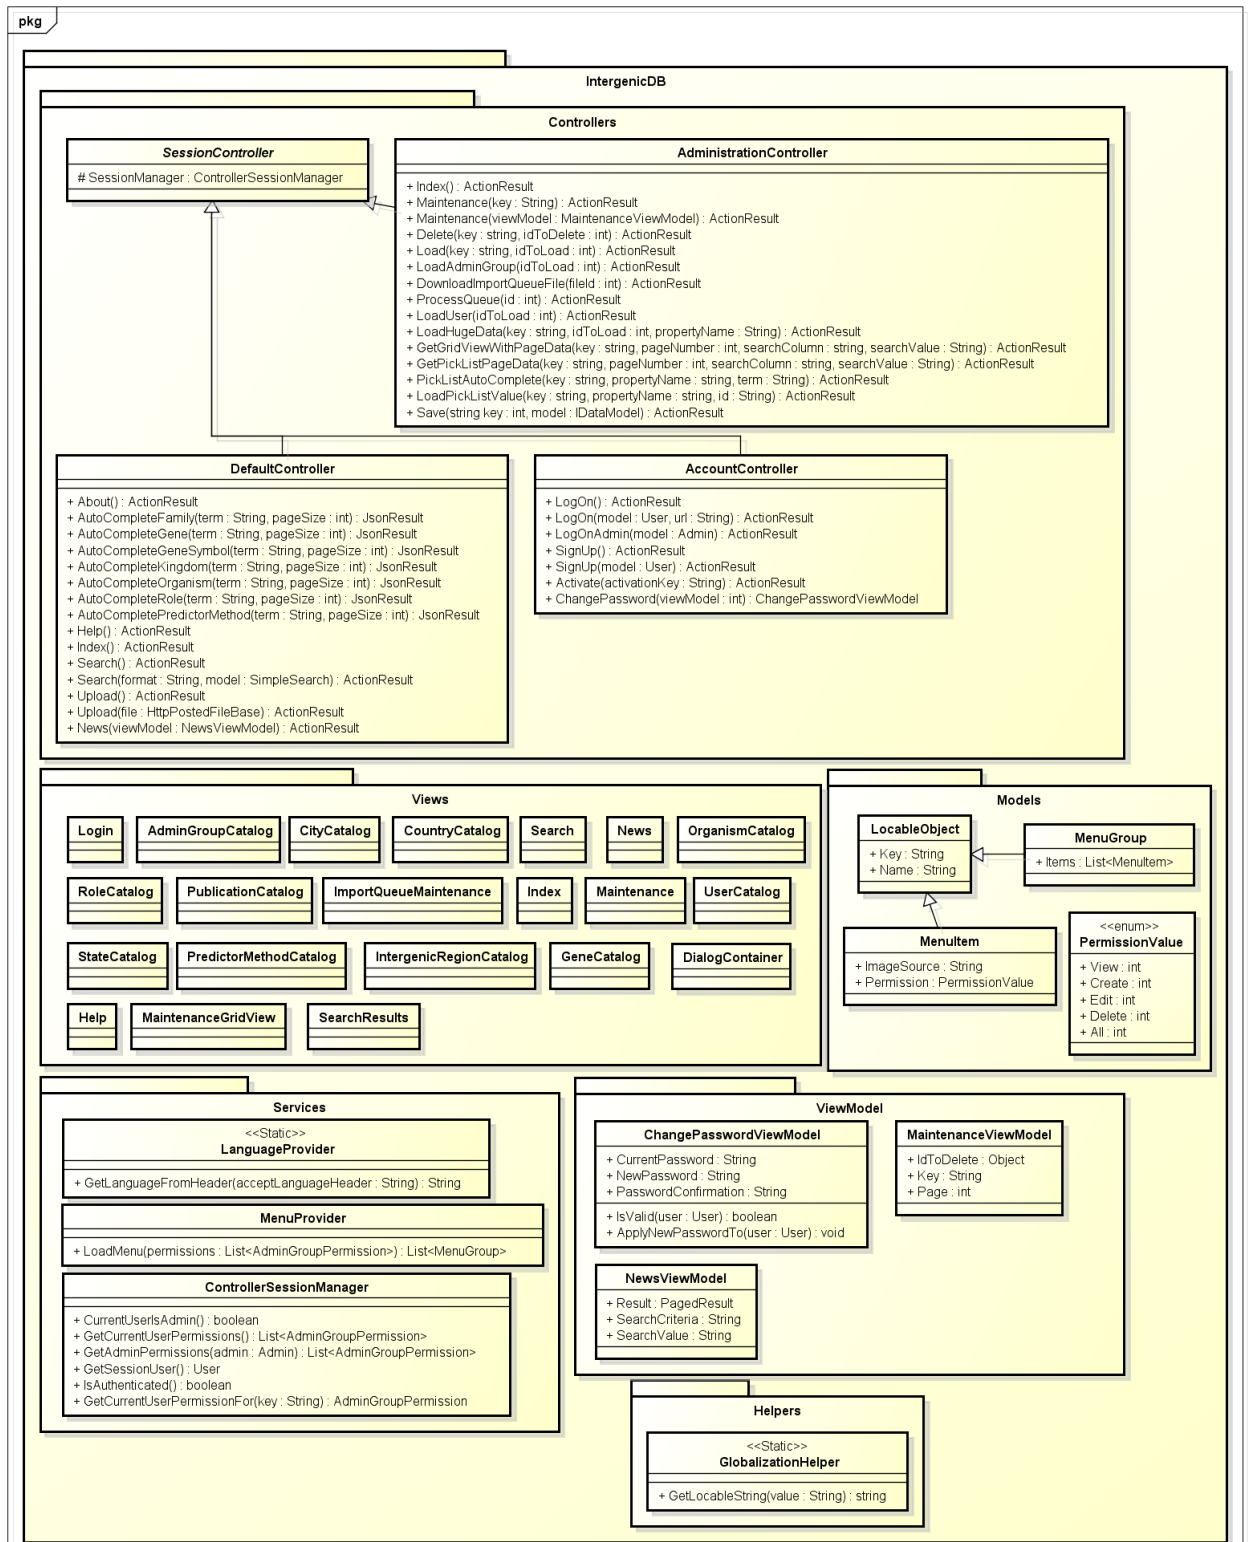 pkg
IntergenicDB
Controllers
SessionController
# SessionManager : ControllerSessionManager
AdministrationController
+ Index() : ActionResult
+ Maintenance(key : String) : ActionResult
+ Maintenance(viewModel : MaintenanceViewModel) : ActionResult
+ Delete(key : string, idToDelete : int) : ActionResult
+ Load(key : string, idToLoad : int) : ActionResult
+ LoadAdminGroup(idToLoad : int) : ActionResult
+ DownloadImportQueueFile(fileId : int) : ActionResult
+ ProcessQueue(id : int) : ActionResult
+ LoadUser(idToLoad : int) : ActionResult
+ LoadHugeData(key : string, idToLoad : int, propertyName : String) : ActionResult
+ GetGridViewWithPageData(key : string, pageNumber : int, searchColumn : string, searchValue : String) : ActionResult
+ GetPickListPageData(key : string, pageNumber : int, searchColumn : string, searchValue : String) : ActionResult
+ PickListAutoComplete(key : string, propertyName : string, term : String) : ActionResult
+ LoadPickListValue(key : string, propertyName : string, id : String) : ActionResult
+ Save(string key : int, model : IDataModel) : ActionResult
DefaultController
+ About() : ActionResult
+ AutoCompleteFamily(term : String, pageSize : int) : JsonResult
+ AutoCompleteGene(term : String, pageSize : int) : JsonResult
+ AutoCompleteGeneSymbol(term : String, pageSize : int) : JsonResult
+ AutoCompleteKingdom(term : String, pageSize : int) : JsonResult
+ AutoCompleteOrganism(term : String, pageSize : int) : JsonResult
+ AutoCompleteRole(term : String, pageSize : int) : JsonResult
+ AutoCompletePredictorMethod(term : String, pageSize : int) : JsonResult
+ Help() : ActionResult
+ Index() : ActionResult
+ Search() : ActionResult
+ Search(format : String, model : SimpleSearch) : ActionResult
+ Upload() : ActionResult
+ Upload(file : HttpPostedFileBase) : ActionResult
+ News(viewModel : NewsViewModel) : ActionResult
AccountController
+ LogOn() : ActionResult
+ LogOn(model : User, url : String) : ActionResult
+ LogOnAdmin(model : Admin) : ActionResult
+ SignUp() : ActionResult
+ SignUp(model : User) : ActionResult
+ Activate(activationKey : String) : ActionResult
+ ChangePassword(viewModel : int) : ChangePasswordViewModel
Views
Login
AdminGroupCatalog
CityCatalog
CountryCatalog
Search
News
OrganismCatalog
RoleCatalog
PublicationCatalog
ImportQueueMaintenance
Index
Maintenance
UserCatalog
StateCatalog
PredictorMethodCatalog
IntergenicRegionCatalog
GeneCatalog
DialogContainer
Help
MaintenanceGridView
SearchResults
Models
LocableObject
+ Key : String
+ Name : String
MenuGroup
+ Items : List<MenuItem>
MenuItem
+ ImageSource : String
+ Permission : PermissionValue
<<enum>>
PermissionValue
+ View : int
+ Create : int
+ Edit : int
+ Delete : int
+ All : int
Services
<<Static>>
LanguageProvider
+ GetLanguageFromHeader(acceptLanguageHeader : String) : String
MenuProvider
+ LoadMenu(permissions : List<AdminGroupPermission>) : List<MenuGroup>
ControllerSessionManager
+ CurrentUserIsAdmin() : boolean
+ GetCurrentUserPermissions() : List<AdminGroupPermission>
+ GetAdminPermissions(admin : Admin) : List<AdminGroupPermission>
+ GetSessionUser() : User
+ IsAuthenticated() : boolean
+ GetCurrentUserPermissionFor(key : String) : AdminGroupPermission
ViewModel
ChangePasswordViewModel
+ CurrentPassword : String
+ NewPassword : String
+ PasswordConfirmation : String
+ IsValid(user : User) : boolean
+ ApplyNewPasswordTo(user : User) : void
MaintenanceViewModel
+ IdToDelete : Object
+ Key : String
+ Page : int
NewsViewModel
+ Result : PagedResult
+ SearchCriteria : String
+ SearchValue : String
Helpers
<<Static>>
GlobalizationHelper
+ GetLocableString(value : String) : string